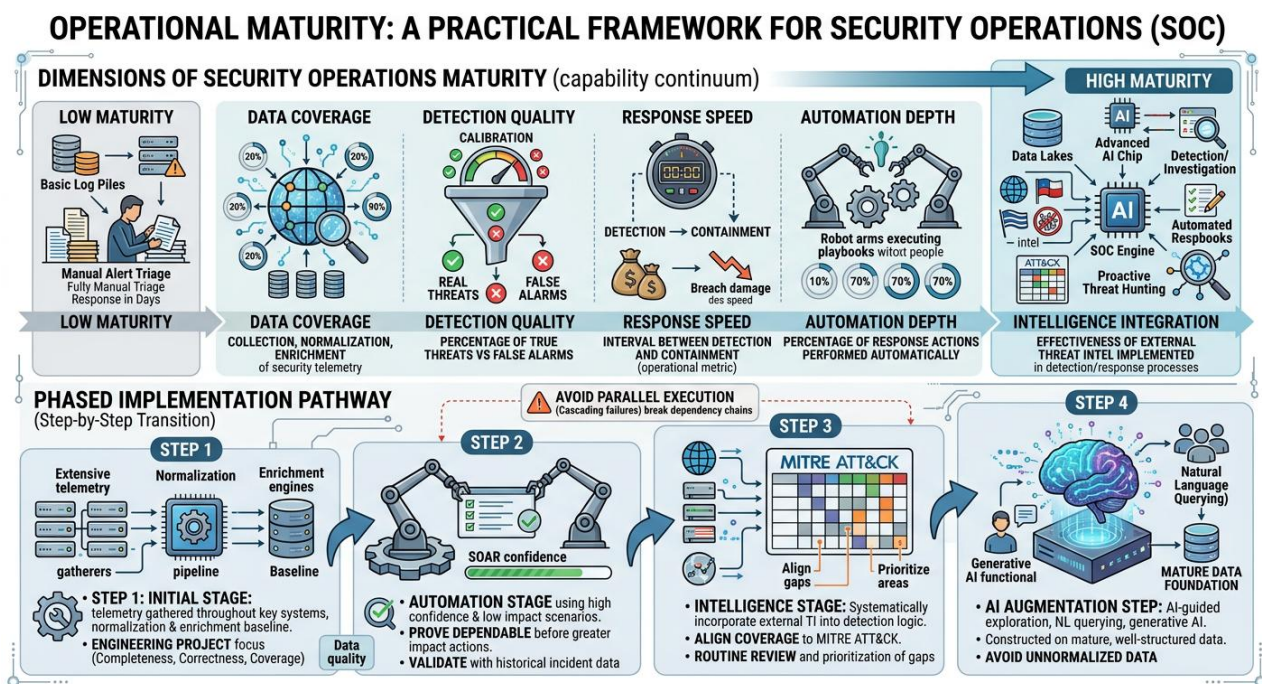 OPERATIONAL MATURITY: A PRACTICAL FRAMEWORK FOR SECURITY OPERATIONS (SOC)
DIMENSIONS OF SECURITY OPERATIONS MATURITY (capability continuum)
HIGH MATURITY
LOW MATURITY
Basic Log Piles
Manual Alert Triage
Fully Manual Triage
Response in Days
DATA COVERAGE
20%
20%
20%
90%
20%
DETECTION QUALITY
CALIBRATION
REAL
THREATS
FALSE
ALARMS
RESPONSE SPEED
00:00
DETECTION
CONTAINMENT
Breach damage
des speed
AUTOMATION DEPTH
Robot arms executing
playbooks witoxt people
10%
70%
70%
70%
AI
Data Lakes
Advanced
AI Chip
Detection/
Investigation
AI
intel
SOC Engine
Automated
Respbooks
ATT&CK
Proactive
Threat Hunting
LOW MATURITY
DATA COVERAGE
DETECTION QUALITY
RESPONSE SPEED
AUTOMATION DEPTH
INTELLIGENCE INTEGRATION
COLLECTION, NORMALIZATION,
ENRICHMENT
of security telemetry
PERCENTAGE OF TRUE
THREATS VS FALSE ALARMS
INTERVAL BETWEEN DETECTION
AND CONTAINMENT
(operational metric)
PERCENTAGE OF RESPONSE ACTIONS
PERFORMED AUTOMATICALLY
EFFECTIVENESS OF EXTERNAL
THREAT INTEL IMPLEMENTED
in detection/response processes
PHASED IMPLEMENTATION PATHWAY
(Step-by-Step Transition)
AVOID PARALLEL EXECUTION
(Cascading failures) break dependency chains
STEP 1
Extensive
telemetry
Normalization
Enrichment
engines
gatherers
pipeline
Baseline
• STEP 1: INITIAL STAGE:
telemetry gathered throughout key systems,
normalization & enrichment baseline.
• ENGINEERING PROJECT focus
(Completeness, Correctness, Coverage)
Data
quality
STEP 2
SOAR confidence
• AUTOMATION STAGE using high
confidence & low impact scenarios.
• PROVE DEPENDABLE before greater
impact actions.
• VALIDATE with historical incident data
STEP 3
MITRE ATT&CK
Align
gaps
Prioritize
areas
• INTELLIGENCE STAGE: Systematically
incorporate external TI into detection logic.
• ALIGN COVERAGE to MITRE ATT&CK.
• ROUTINE REVIEW and prioritization of gaps
STEP 4
Natural
Language
Querying)
Generative
AI functional
MATURE DATA
FOUNDATION
• AI AUGMENTATION STEP: AI-guided
exploration, NL querying, generative AI.
• Constructed on mature, well-structured data.
• AVOID UNNORMALIZED DATA